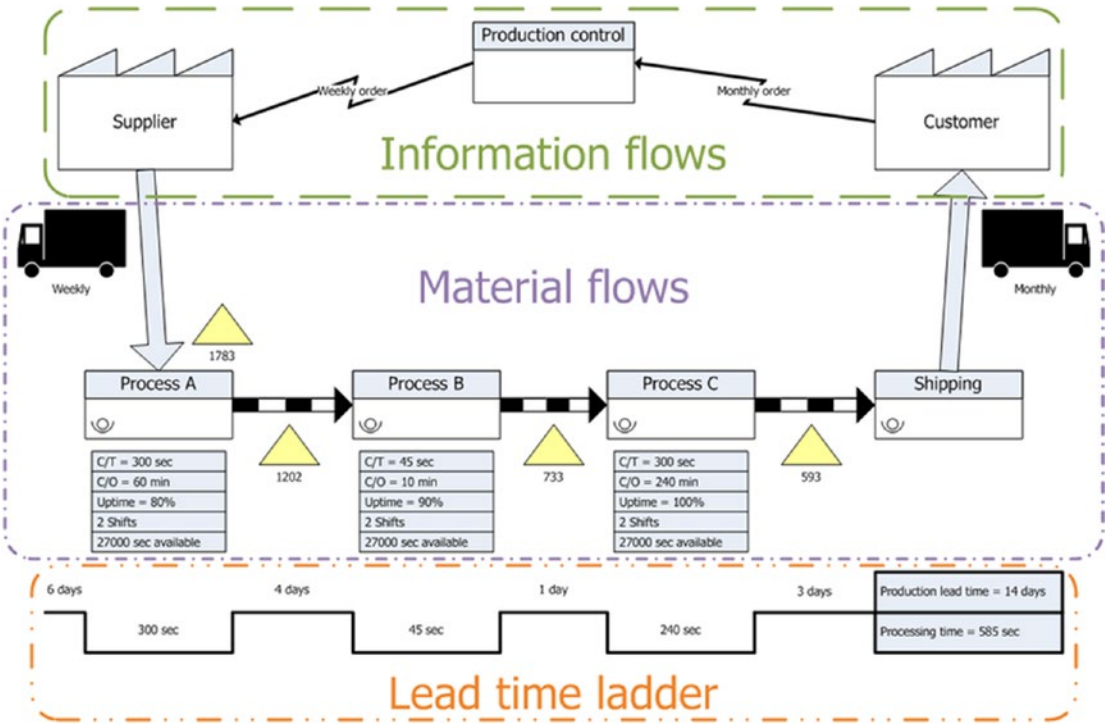 Production control
Supplier
Weekly order
Monthly order
Customer
Information flows
Weekly
Material flows
Monthly
1783
Process A
Process B
Process C
Shipping
1202
733
593
C/T = 300 sec
C/O = 60 min
Uptime = 80%
2 Shifts
27000 sec available
C/T = 45 sec
C/O = 10 min
Uptime = 90%
2 Shifts
27000 sec available
C/T = 300 sec
C/O = 240 min
Uptime = 100%
2 Shifts
27000 sec available
6 days
4 days
1 day
3 days
Production lead time = 14 days
300 sec
45 sec
240 sec
Processing time = 585 sec
Lead time ladder